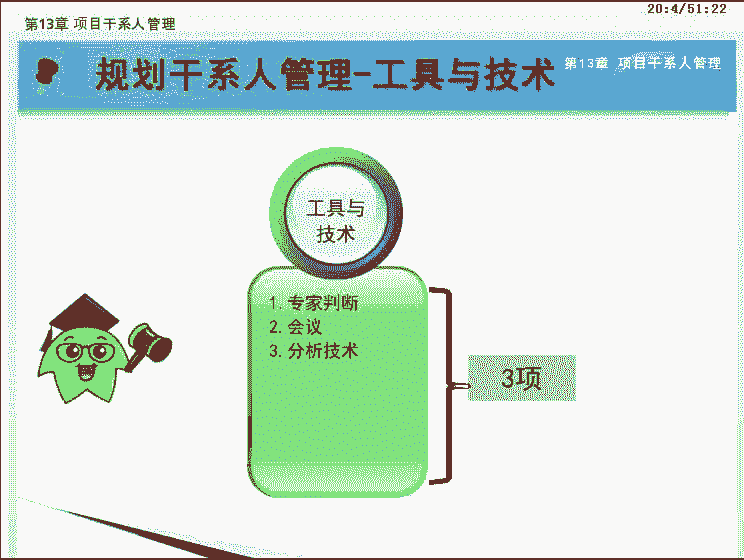 20:4/51:22
第13章 项目干系人管理
规划干系人管理-工具与技术
第13章 项目干系人管理
工具与
技术
1.专家判断
2.会议
3.分析技术
3项